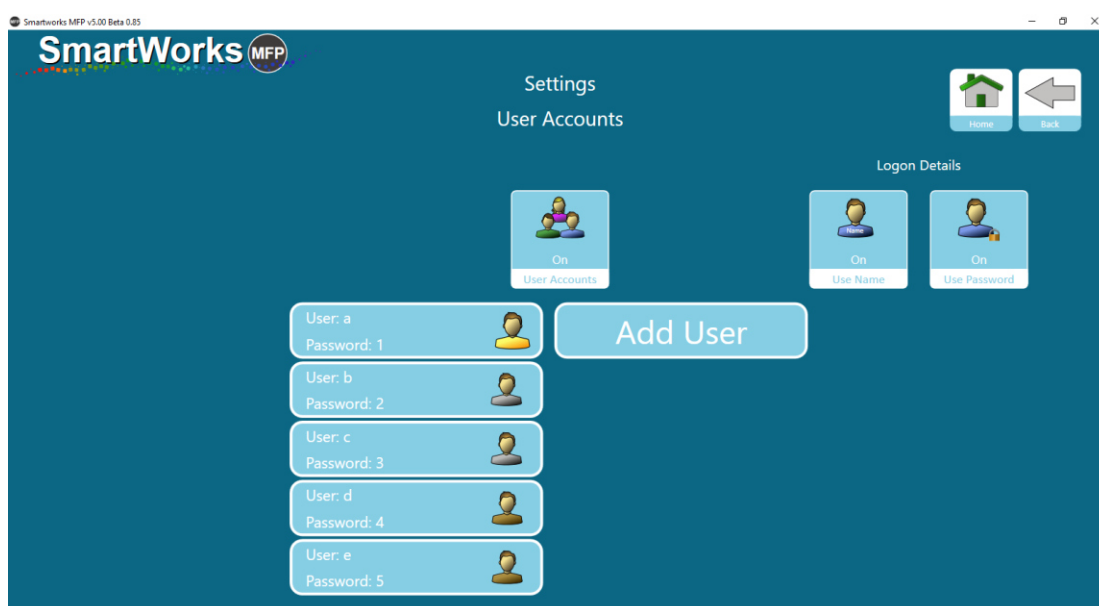 Smartworks MFP v5.00 Beta 0.85
SmartWorks MFP
Settings
User Accounts
Home
Back
Logon Details
On
User Accounts
Name
On
Use Name
On
Use Password
User: a
Password: 1
Add User
User: b
Password: 2
User: c
Password: 3
User: d
Password: 4
User: e
Password: 5